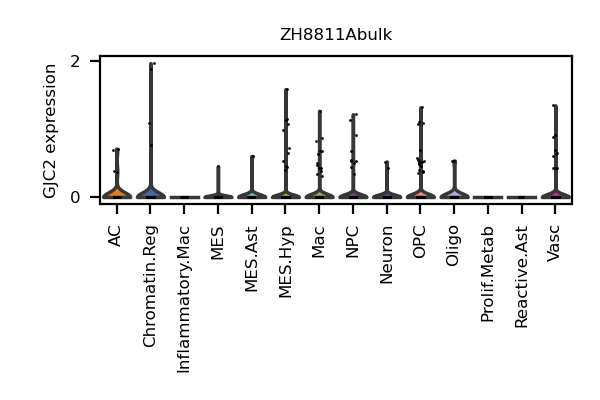 ZH8811Abulk
GJC2 expression
2
0
AC
Chromatin.Reg
Inflammatory.Mac
MES
MES.Ast
MES.Hyp
Mac
NPC
Neuron
OPC
Oligo
Prolif.Metab
Reactive.Ast
Vasc